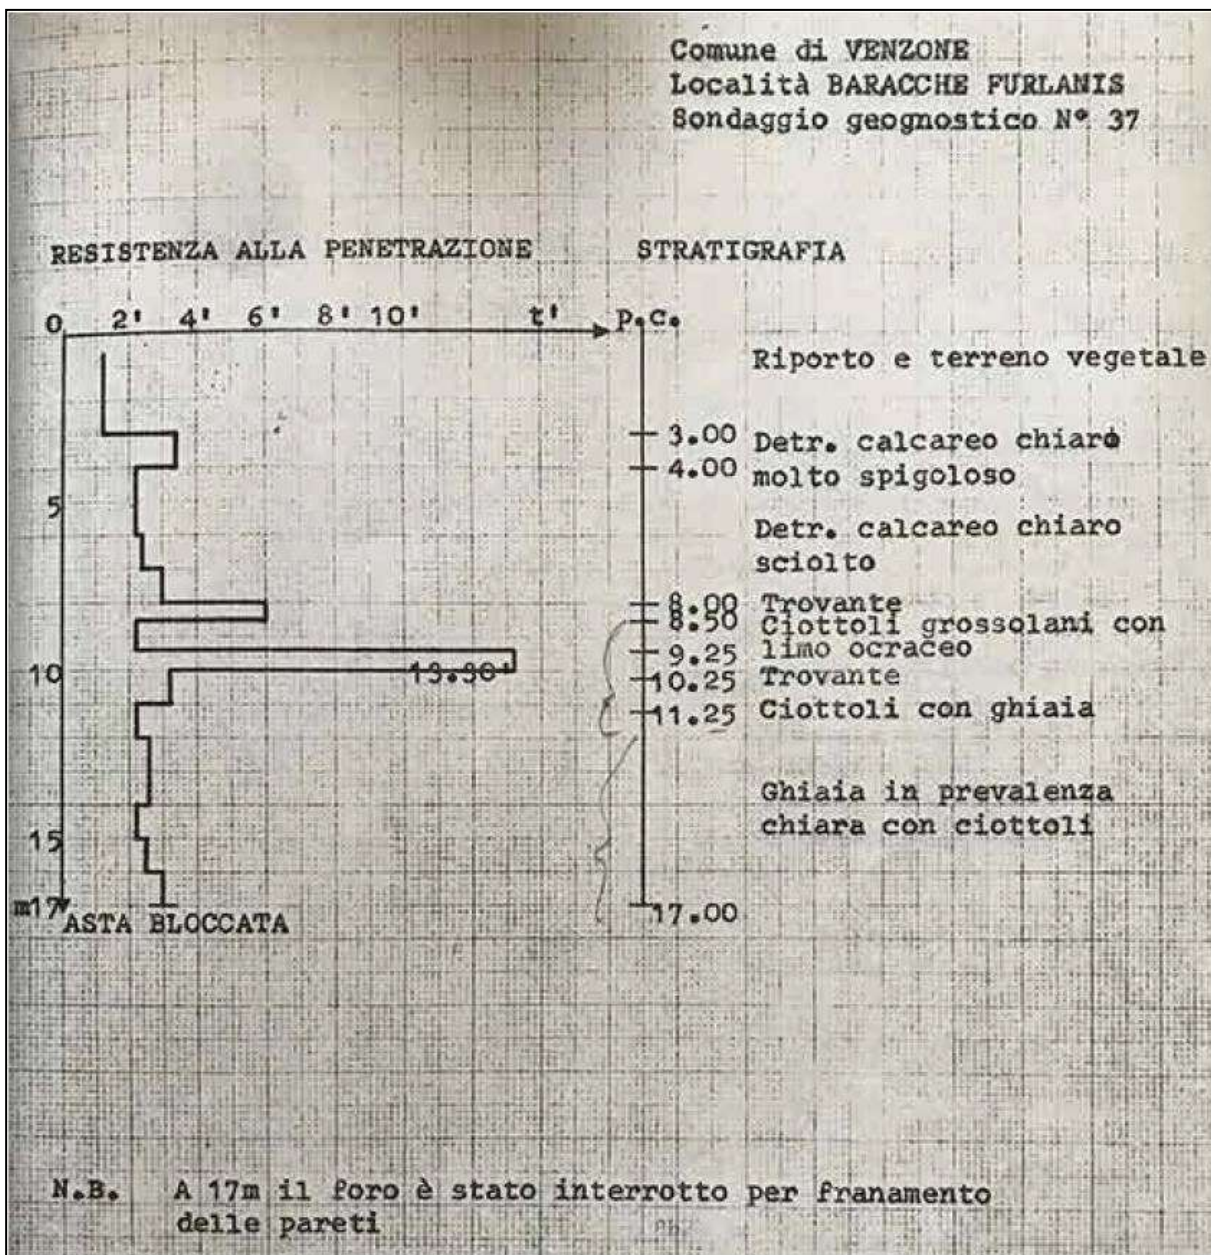 Comune di VENZONE
Località BARACCHE FURLANIS
Sondaggio geognostico N° 37
RESISTENZA ALLA PENETRAZIONE
STRATIGRAFIA
0 2' 4' 6' 8' 10' t' p.c.
Riporto e terreno vegetale
3.00 Detr. calcareo chiaro
4.00 molto spigoloso
5
Detr. calcareo chiaro
sciolto
8.00 Trovante
8.50 Ciottoli grossolani con
9.25 limo ocraceo
10 13.30' 10.25 Trovante
11.25 Ciottoli con ghiaia
Ghiaia in prevalenza
15 chiara con ciottoli
m17 17.00
ASTA BLOCCATA
N.B. A 17m il foro è stato interrotto per franamento
delle pareti